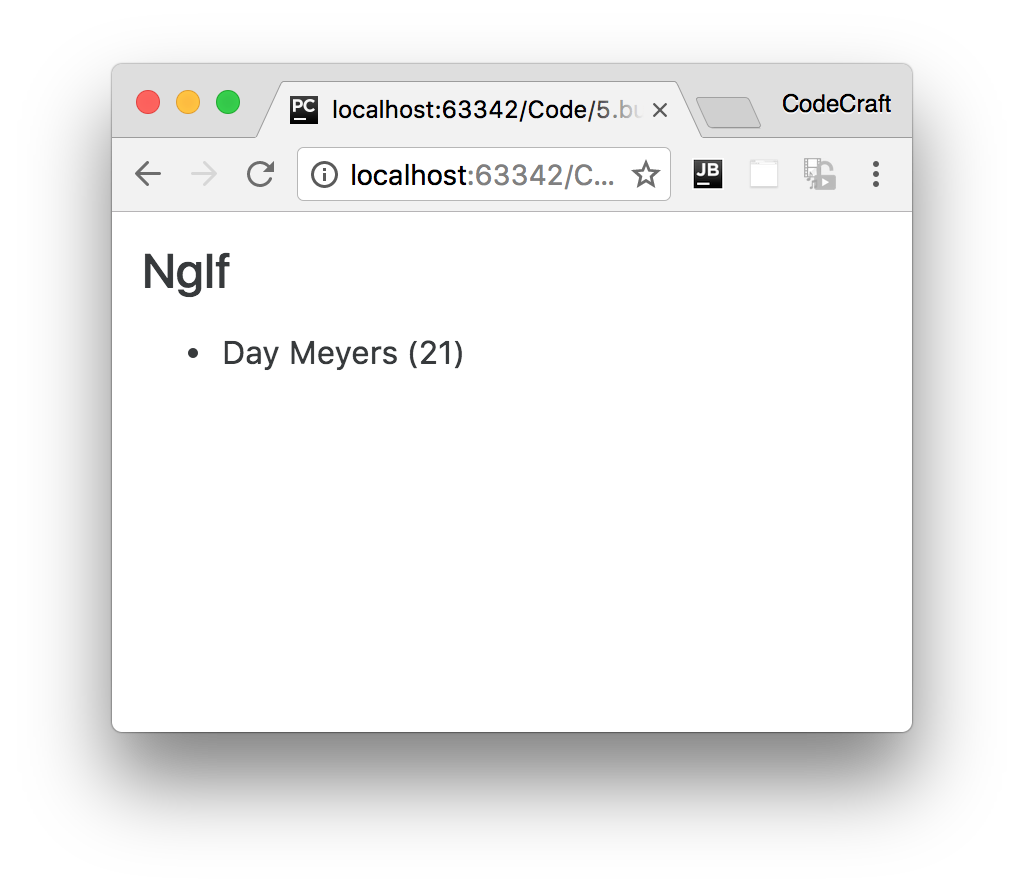 PC localhost:63342/Code/5.bu CodeCraft
localhost:63342/C... JB
NgIf
• Day Meyers (21)